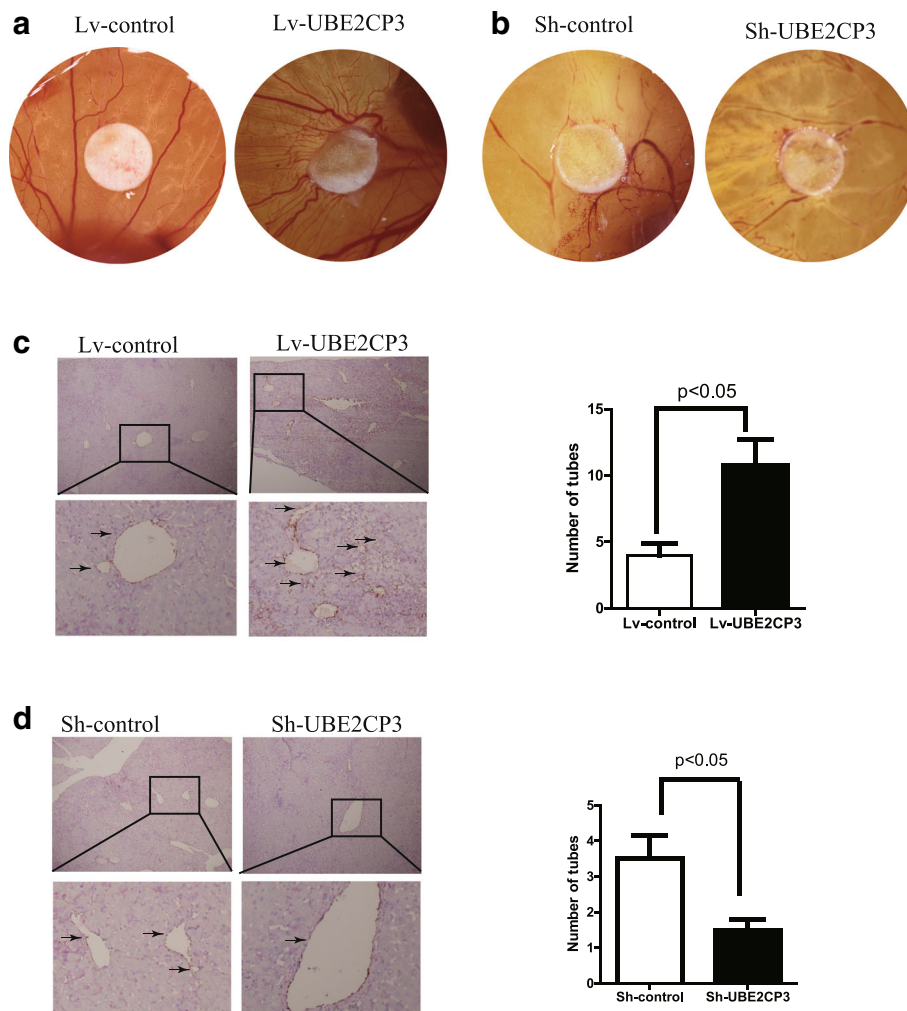 a
Lv-control
Lv-UBE2CP3
b
Sh-control
Sh-UBE2CP3
c
Lv-control
Lv-UBE2CP3
p<0.05
Number of tubes
15
10
5
0
Lv-control
Lv-UBE2CP3
d
Sh-control
Sh-UBE2CP3
p<0.05
Number of tubes
5
4
3
2
1
0
Sh-control
Sh-UBE2CP3